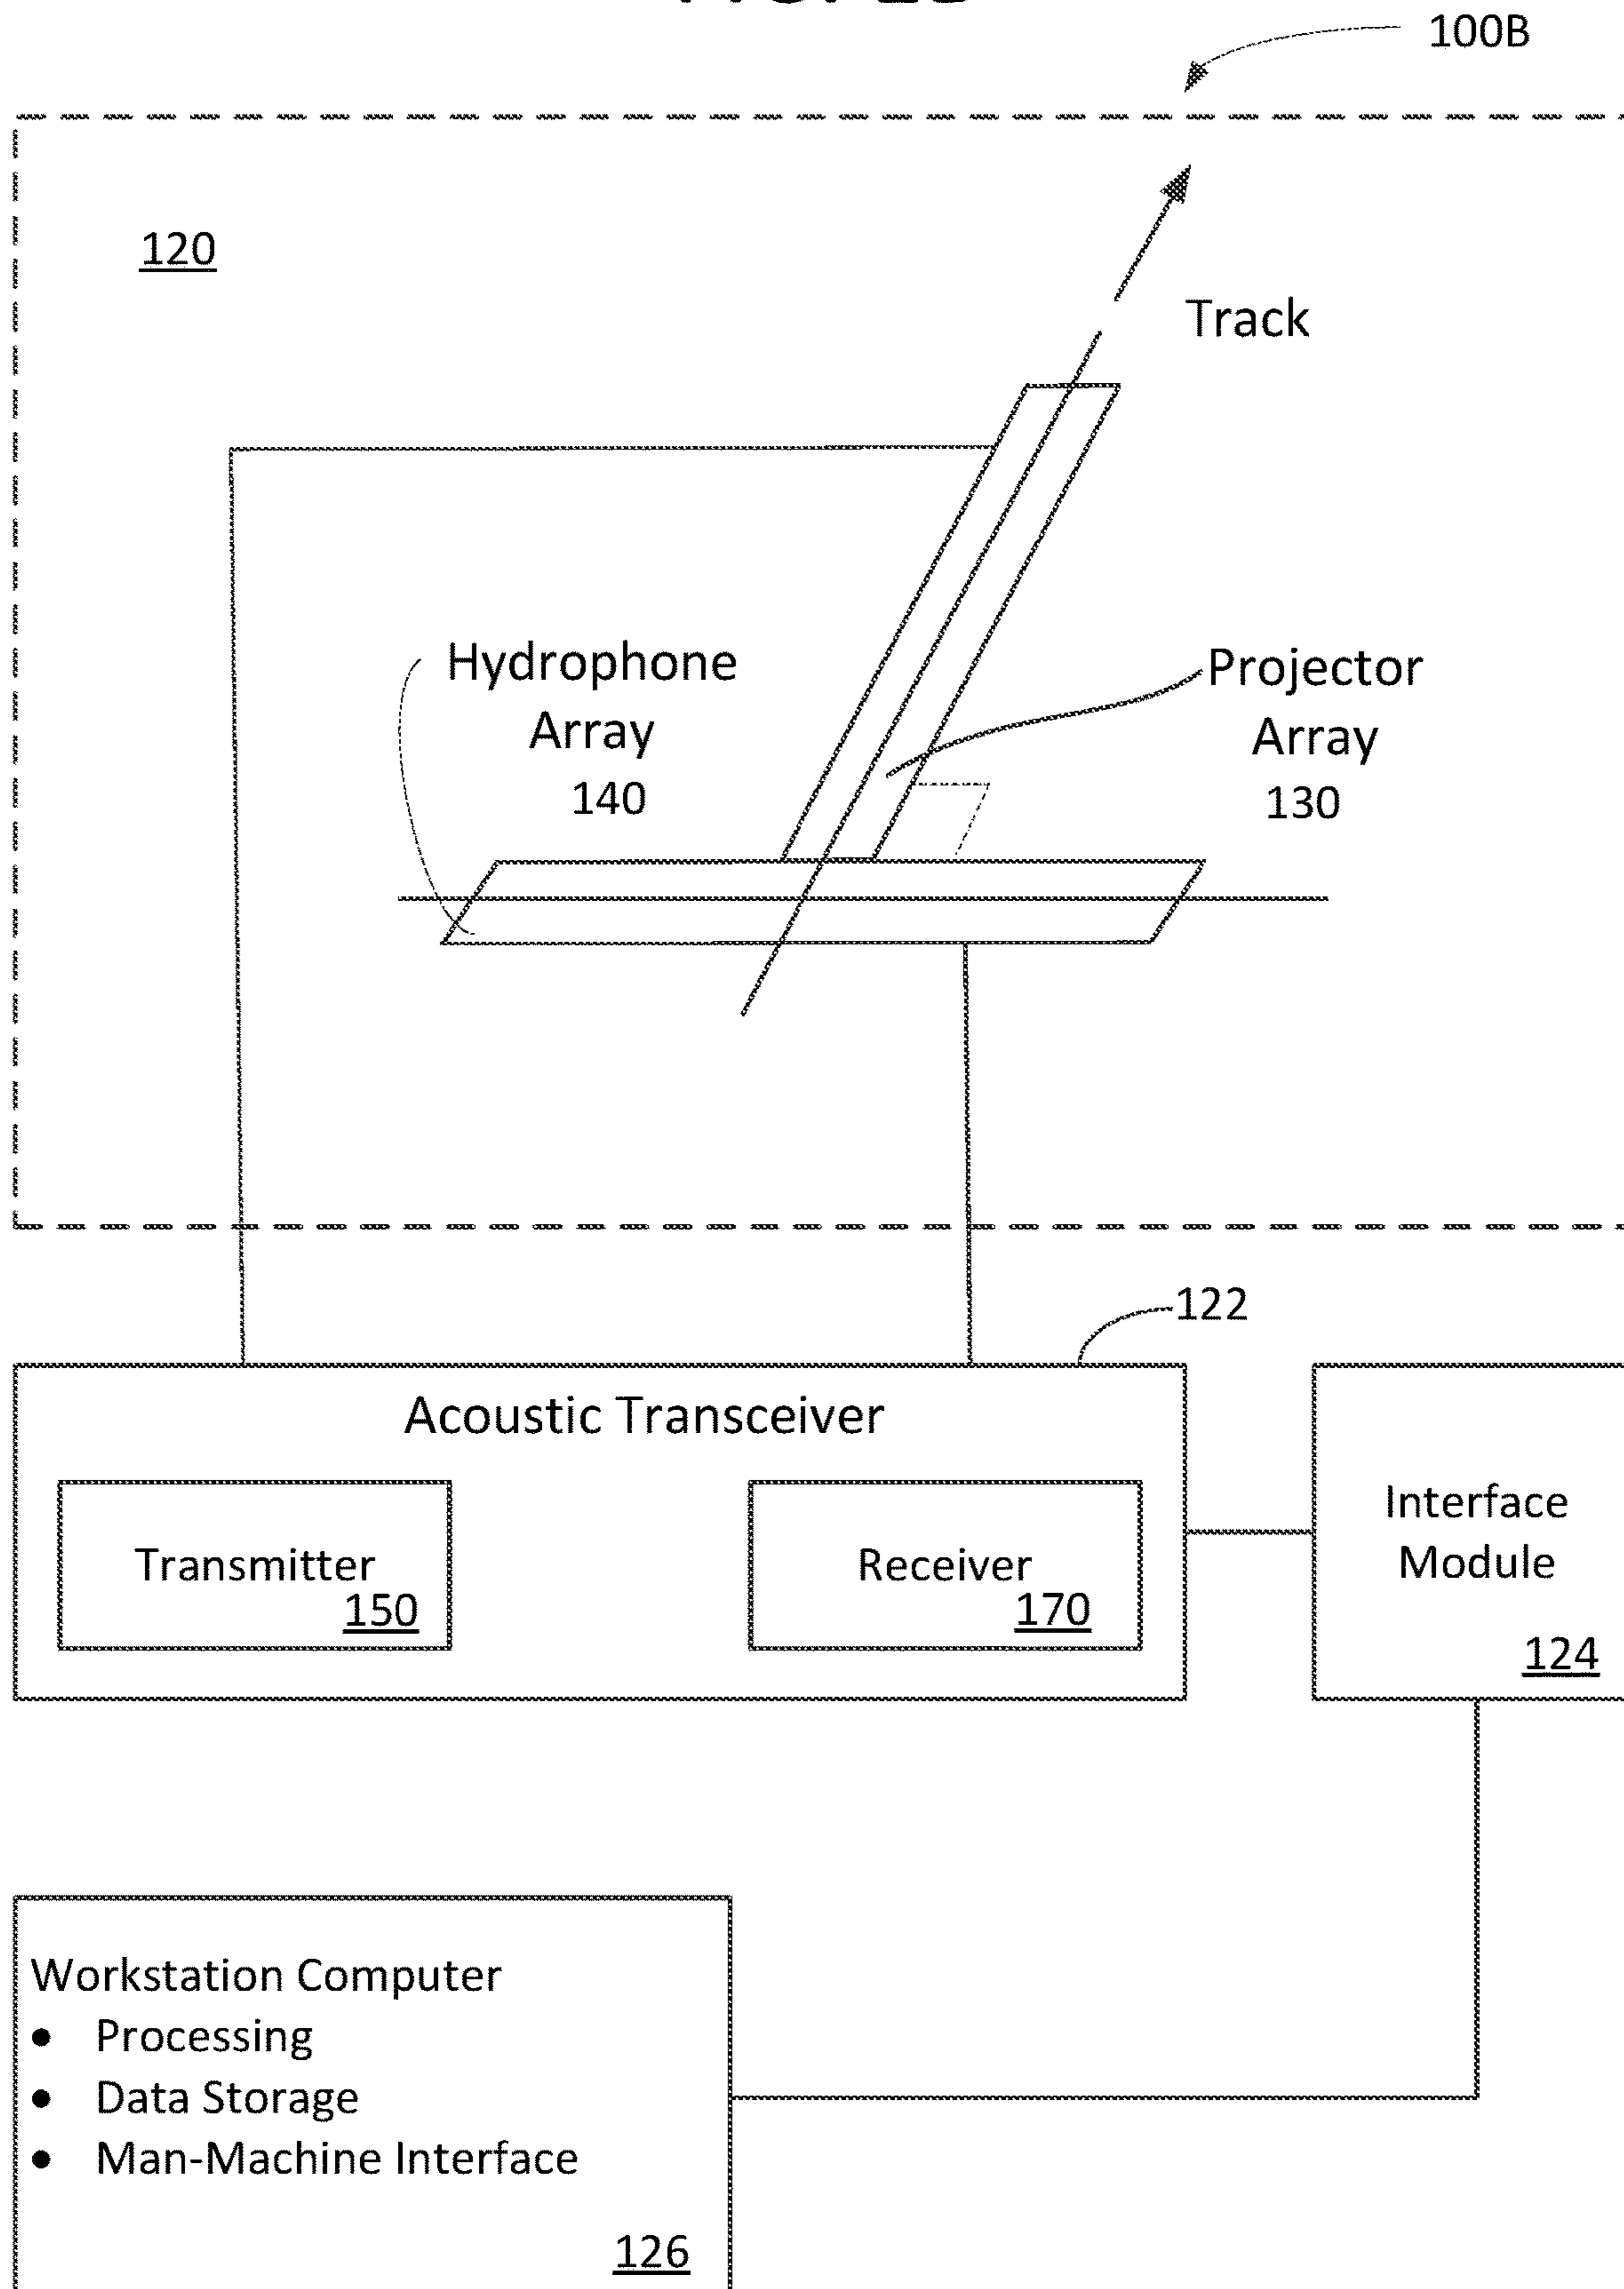 100B
120
Track
Hydrophone
Array
140
Projector
Array
130
122
Acoustic Transceiver
Transmitter
150
Receiver
170
Interface
Module
124
Workstation Computer
• Processing
• Data Storage
• Man-Machine Interface
126